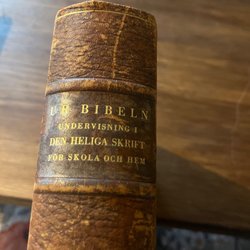 UR BIBELN
UNDERVISNING I
DEN HELIGA SKRIFT
FÖR SKOLA OCH HEM